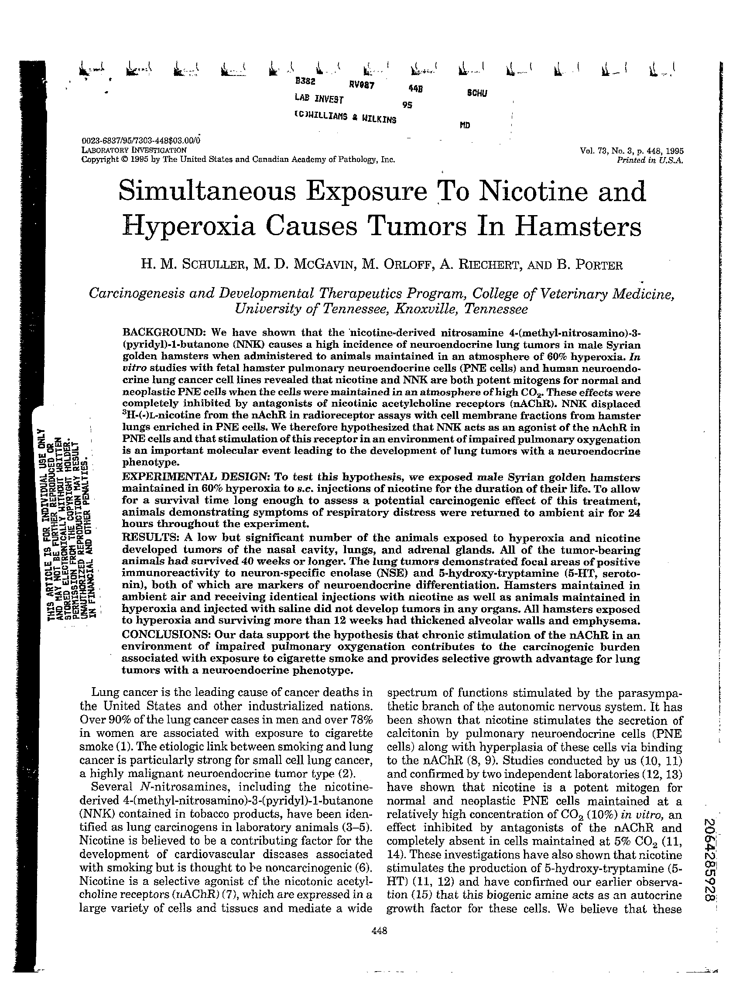 B382 RV087 44B SCHU
LAB INVEST 95
(C)WILLIAMS & WILKINS MD
0023-6837/95/7303-448$03.00/0
LABORATORY INVESTIGATION Vol. 73, No. 3, p. 448, 1995
Copyright © 1995 by The United States and Canadian Academy of Pathology, Inc. Printed in U.S.A.
Simultaneous Exposure To Nicotine and
Hyperoxia Causes Tumors In Hamsters
H. M. SCHULLER, M. D. MCGAVIN, M. ORLOFF, A. RIECHERT, AND B. PORTER
Carcinogenesis and Developmental Therapeutics Program, College of Veterinary Medicine,
University of Tennessee, Knoxville, Tennessee
BACKGROUND: We have shown that the nicotine-derived nitrosamine 4-(methyl-nitrosamino)-3-
(pyridyl)-1-butanone (NNK) causes a high incidence of neuroendocrine lung tumors in male Syrian
golden hamsters when administered to animals maintained in an atmosphere of 60% hyperoxia. In
vitro studies with fetal hamster pulmonary neuroendocrine cells (PNE cells) and human neuroendo-
crine lung cancer cell lines revealed that nicotine and NNK are both potent mitogens for normal and
neoplastic PNE cells when the cells were maintained in an atmosphere of high CO2. These effects were
completely inhibited by antagonists of nicotinic acetylcholine receptors (nAChR). NNK displaced
3H-(-)L-nicotine from the nAChR in radioreceptor assays with cell membrane fractions from hamster
lungs enriched in PNE cells. We therefore hypothesized that NNK acts as an agonist of the nAchR in
PNE cells and that stimulation of this receptor in an environment of impaired pulmonary oxygenation
is an important molecular event leading to the development of lung tumors with a neuroendocrine
phenotype.
EXPERIMENTAL DESIGN: To test this hypothesis, we exposed male Syrian golden hamsters
maintained in 60% hyperoxia to s.c. injections of nicotine for the duration of their life. To allow
for a survival time long enough to assess a potential carcinogenic effect of this treatment,
animals demonstrating symptoms of respiratory distress were returned to ambient air for 24
hours throughout the experiment.
RESULTS: A low but significant number of the animals exposed to hyperoxia and nicotine
developed tumors of the nasal cavity, lungs, and adrenal glands. All of the tumor-bearing
animals had survived 40 weeks or longer. The lung tumors demonstrated focal areas of positive
immunoreactivity to neuron-specific enolase (NSE) and 5-hydroxy-tryptamine (5-HT, seroto-
nin), both of which are markers of neuroendocrine differentiation. Hamsters maintained in
ambient air and receiving identical injections with nicotine as well as animals maintained in
hyperoxia and injected with saline did not develop tumors in any organs. All hamsters exposed
to hyperoxia and surviving more than 12 weeks had thickened alveolar walls and emphysema.
CONCLUSIONS: Our data support the hypothesis that chronic stimulation of the nAChR in an
environment of impaired pulmonary oxygenation contributes to the carcinogenic burden
associated with exposure to cigarette smoke and provides selective growth advantage for lung
tumors with a neuroendocrine phenotype.
THIS ARTICLE IS FOR INDIVIDUAL USE ONLY
AND MAY NOT BE FURTHER REPRODUCED OR
STORED ELECTRONICALLY WITHOUT WRITTEN
PERMISSION FROM THE COPYRIGHT HOLDER.
UNAUTHORIZED REPRODUCTION MAY RESULT
IN FINANCIAL AND OTHER PENALTIES.
Lung cancer is the leading cause of cancer deaths in
the United States and other industrialized nations.
Over 90% of the lung cancer cases in men and over 78%
in women are associated with exposure to cigarette
smoke (1). The etiologic link between smoking and lung
cancer is particularly strong for small cell lung cancer,
a highly malignant neuroendocrine tumor type (2).
Several N-nitrosamines, including the nicotine-
derived 4-(methyl-nitrosamino)-3-(pyridyl)-1-butanone
(NNK) contained in tobacco products, have been iden-
tified as lung carcinogens in laboratory animals (3–5).
Nicotine is believed to be a contributing factor for the
development of cardiovascular diseases associated
with smoking but is thought to be noncarcinogenic (6).
Nicotine is a selective agonist of the nicotonic acetyl-
choline receptors (nAChR) (7), which are expressed in a
large variety of cells and tissues and mediate a wide
spectrum of functions stimulated by the parasympa-
thetic branch of the autonomic nervous system. It has
been shown that nicotine stimulates the secretion of
calcitonin by pulmonary neuroendocrine cells (PNE
cells) along with hyperplasia of these cells via binding
to the nAChR (8, 9). Studies conducted by us (10, 11)
and confirmed by two independent laboratories (12, 13)
have shown that nicotine is a potent mitogen for
normal and neoplastic PNE cells maintained at a
relatively high concentration of CO2 (10%) in vitro, an
effect inhibited by antagonists of the nAChR and
completely absent in cells maintained at 5% CO2 (11,
14). These investigations have also shown that nicotine
stimulates the production of 5-hydroxy-tryptamine (5-
HT) (11, 12) and have confirmed our earlier observa-
tion (15) that this biogenic amine acts as an autocrine
growth factor for these cells. We believe that these
2064285928
448